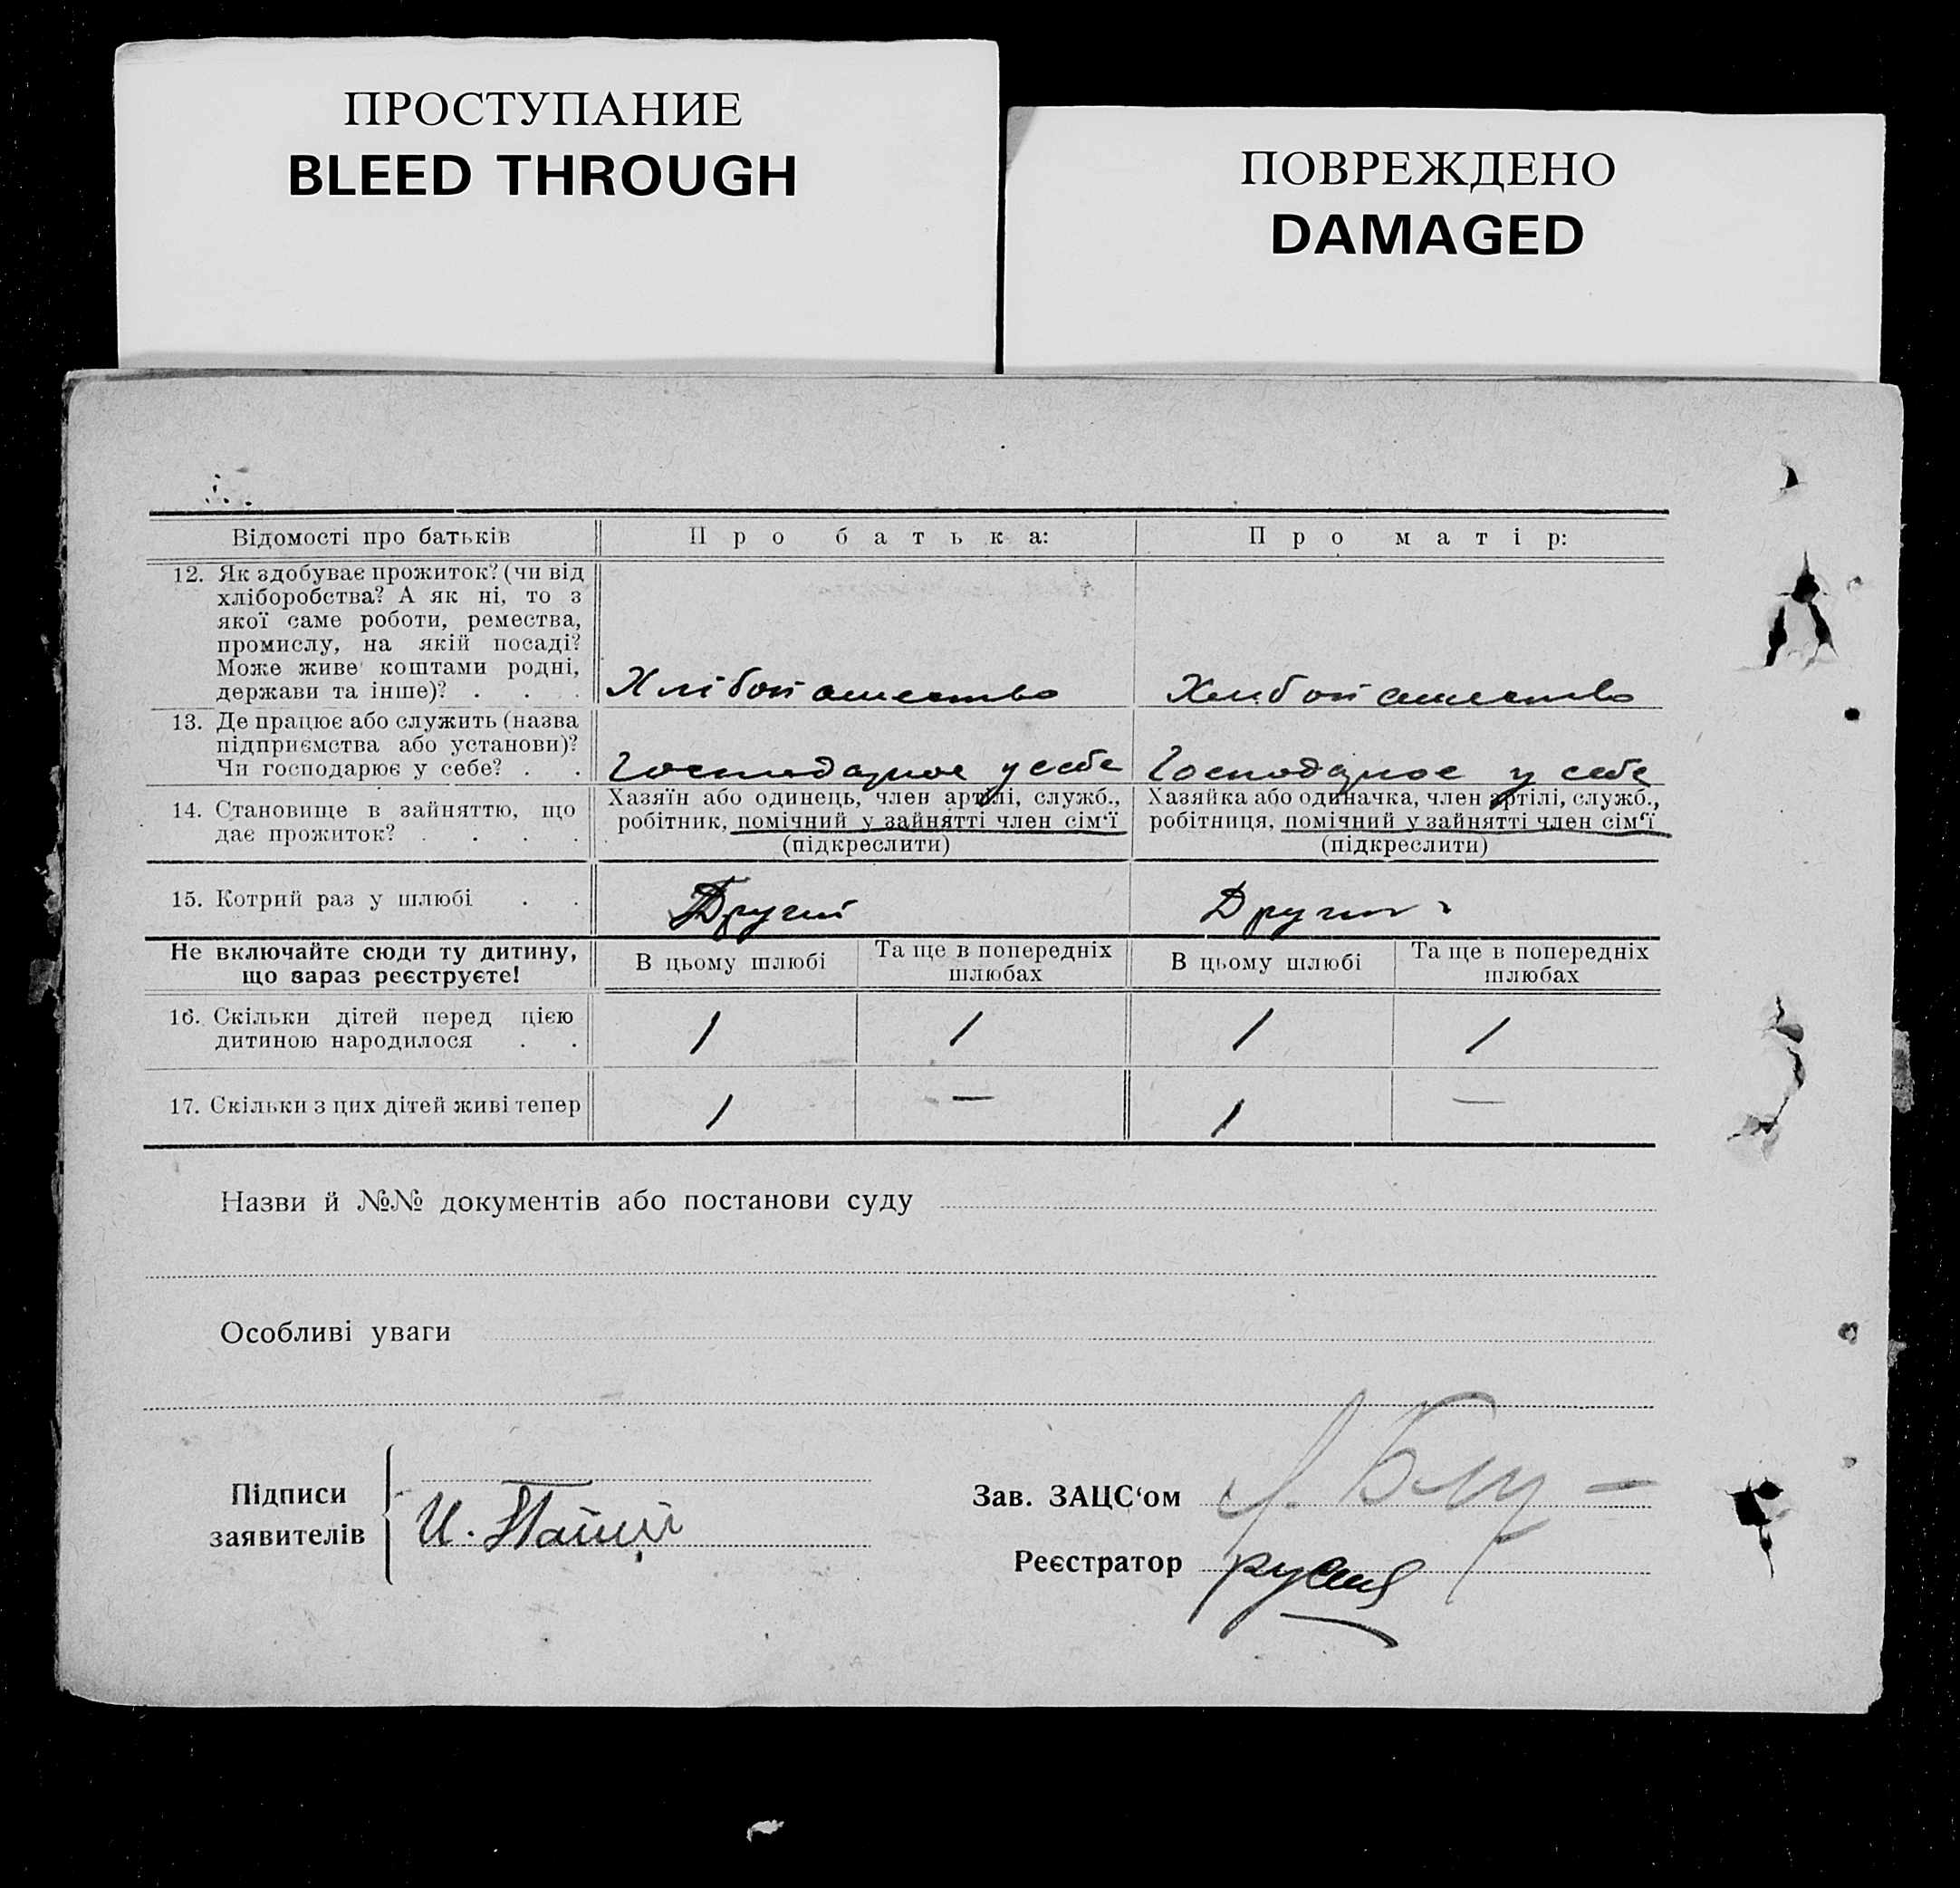 ПРОСТУПАНИЕ
BLEED THROUGH
ПОВРЕЖДЕНО
DAMAGED
Відомості про батьків Про батька: Про матір:
12. Як здобуває прожиток? (чи від
хліборобства? А як ні, то з
якої саме роботи, ремества,
промислу, на якій посаді?
Може живе коштами родні,
держави та інше)? . . .
Хлібопашество Хлибопашество
13. Де працює або служить (назва
підприємства або установи)?
Чи господарює у себе? . .
Господарює у себе Господарює у себе
14. Становище в зайняттю, що
дає прожиток? . . . .
Хазяїн або одинець, член артілі, служб.,
робітник, помічний у зайнятті член сім‘ї
(підкреслити)
Хазяйка або одиначка, член артілі, служб.,
робітниця, помічний у зайнятті член сім‘ї
(підкреслити)
15. Котрий раз у шлюбі . . Другий Другий
Не включайте сюди ту дитину,
що зараз реєструєте!
В цьому шлюбі Та ще в попередніх
шлюбах
В цьому шлюбі Та ще в попередніх
шлюбах
16. Скільки дітей перед цією
дитиною народилося . .
1 1 1 1
17. Скільки з цих дітей живі тепер 1 — 1 —
Назви й №№ документів або постанови суду
Особливі уваги
Підписи
заявителів
И.
Зав. ЗАЦС‘ом
Реєстратор